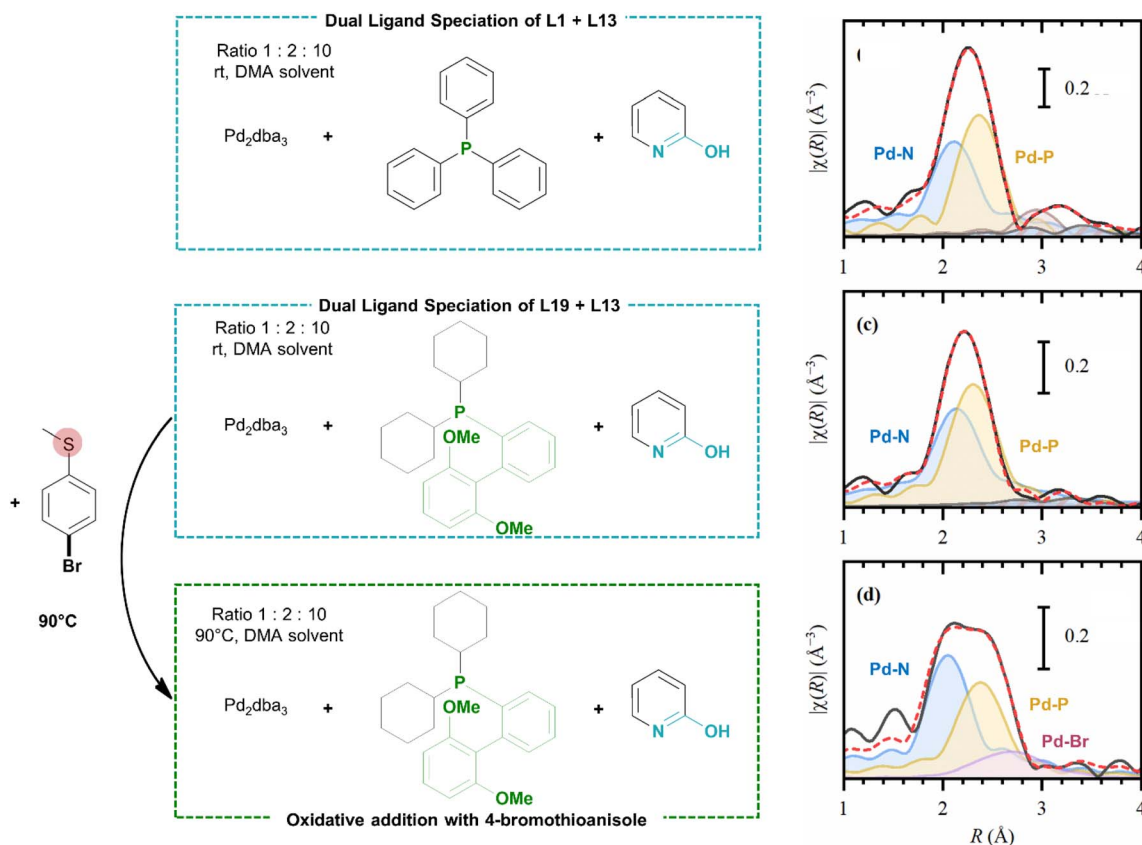 Dual Ligand Speciation of L1 + L13
Ratio 1 : 2 : 10
rt, DMA solvent
Pd₂dba₃ + P + N OH
|χ(R)| (Å⁻³)
(
0.2
Pd-N
Pd-P
1 2 3 4
Dual Ligand Speciation of L19 + L13
Ratio 1 : 2 : 10
rt, DMA solvent
P
OMe
Pd₂dba₃ + + N OH
OMe
|χ(R)| (Å⁻³)
(c)
0.2
Pd-N
Pd-P
1 2 3 4
S
+
Br
90°C
Ratio 1 : 2 : 10
90°C, DMA solvent
P
OMe
Pd₂dba₃ + + N OH
OMe
Oxidative addition with 4-bromothioanisole
|χ(R)| (Å⁻³)
(d)
0.2
Pd-N
Pd-P
Pd-Br
1 2 3 4
R (Å)